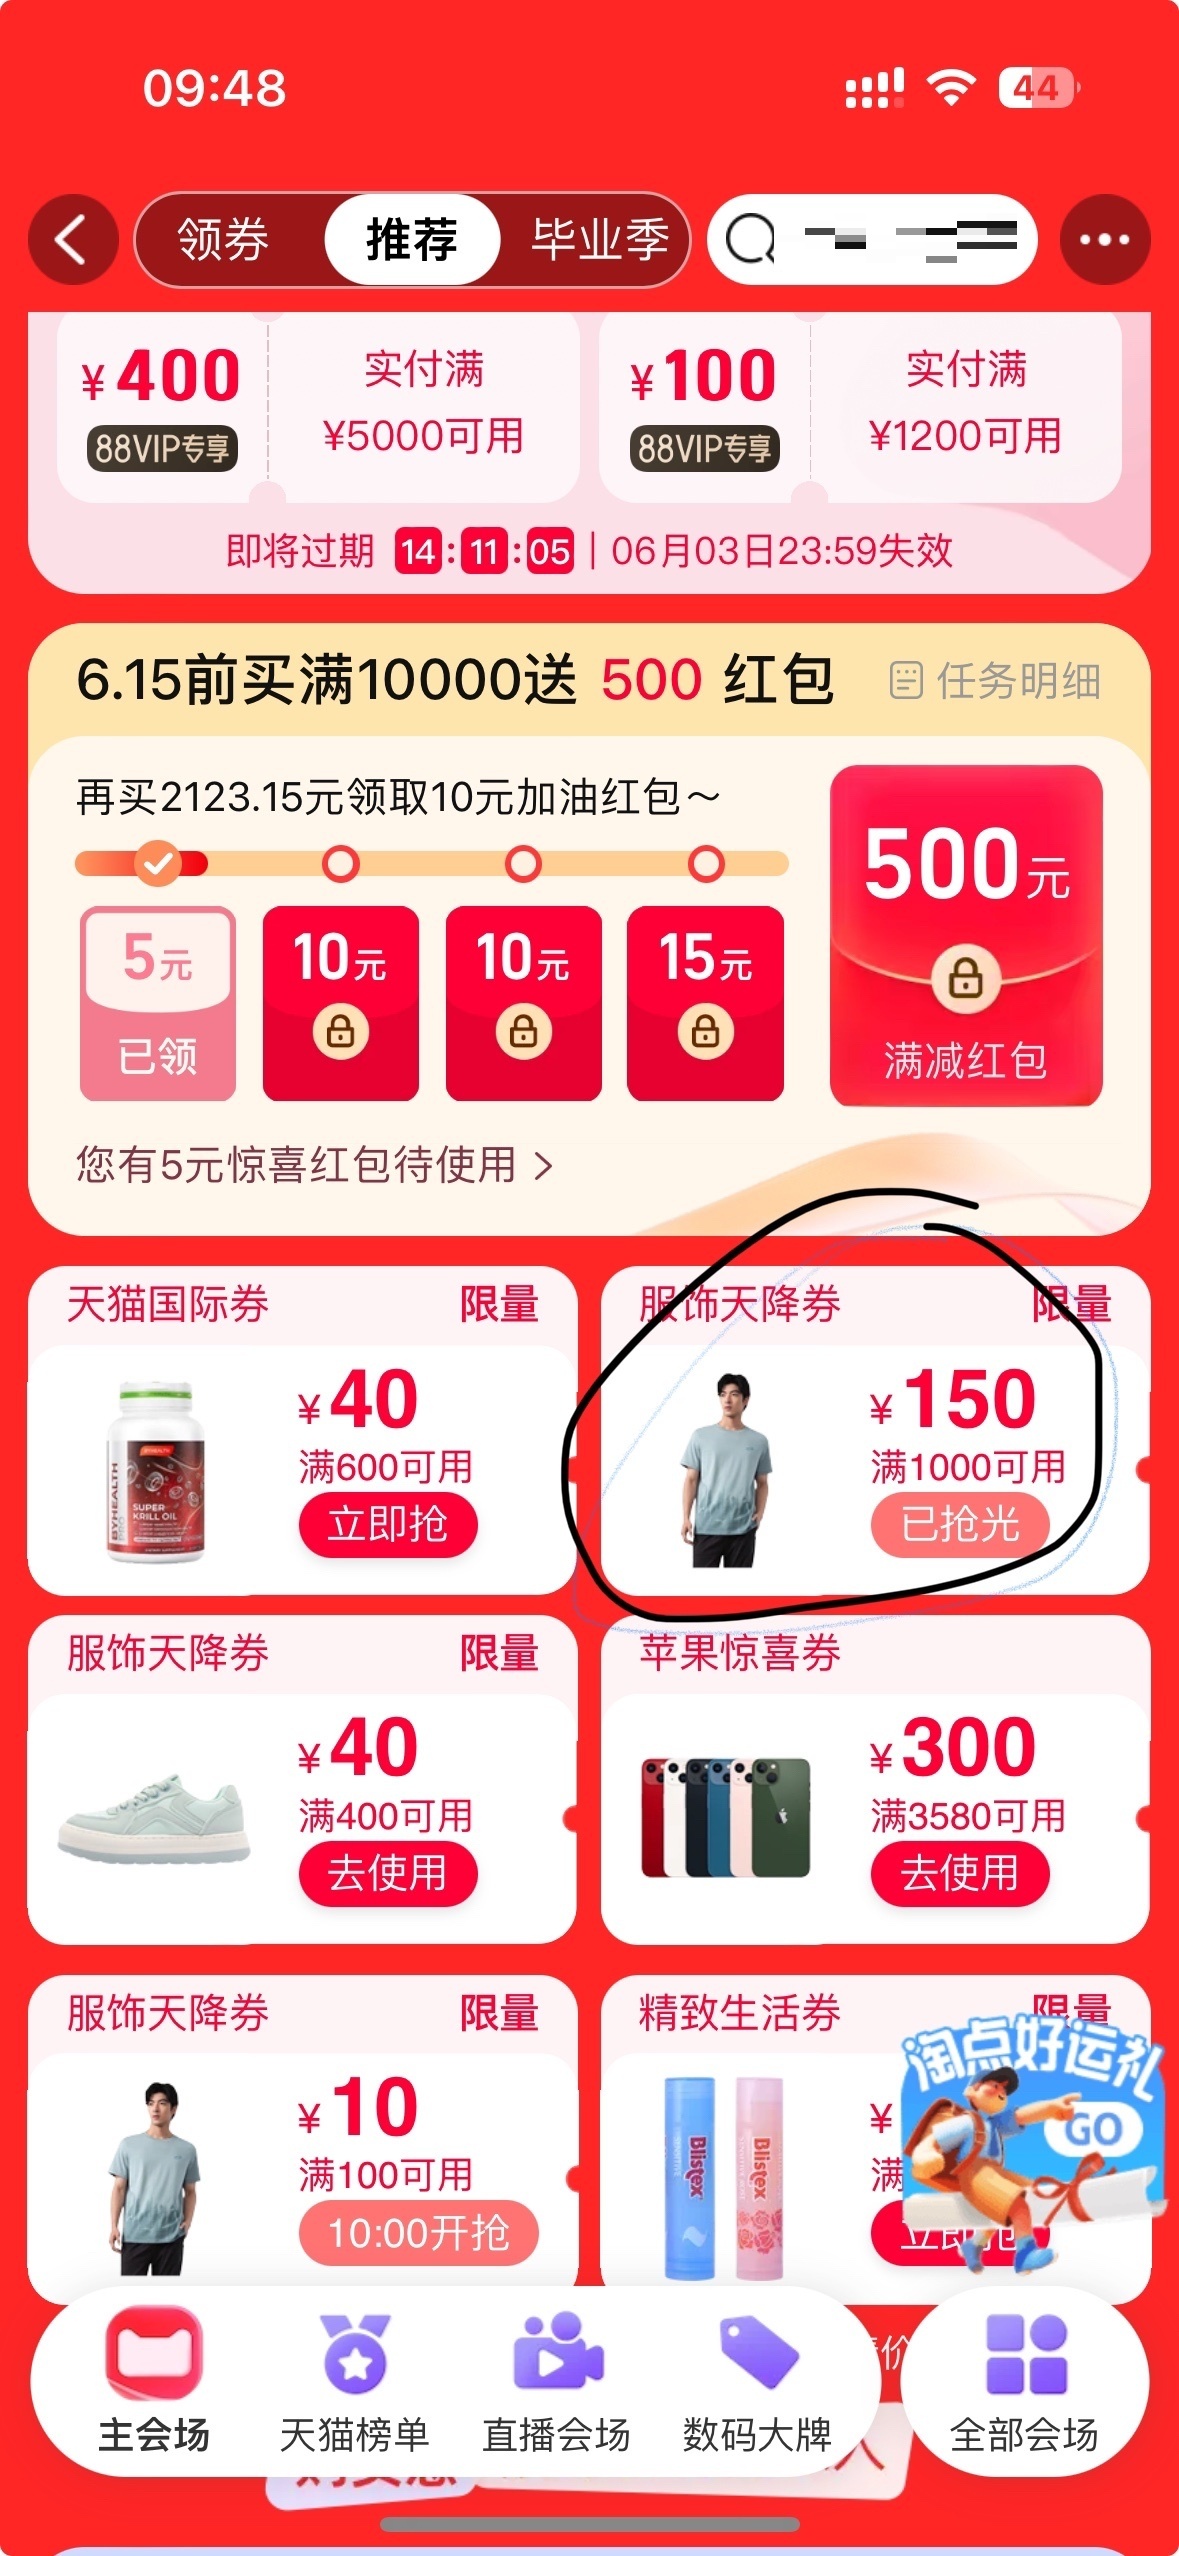 09:48
44
领券 推荐 毕业季
¥400 实付满 ¥100 实付满
88VIP专享 ¥5000可用 88VIP专享 ¥1200可用
即将过期 14:11:05 | 06月03日23:59失效
6.15前买满10000送 500 红包 任务明细
再买2123.15元领取10元加油红包～
500元
5元 10元 10元 15元
已领
满减红包
您有5元惊喜红包待使用 >
天猫国际券 限量
¥40
满600可用
立即抢
BYHEALTH
SUPER
KRILL OIL
服饰天降券 限量
¥150
满1000可用
已抢光
服饰天降券 限量
¥40
满400可用
去使用
苹果惊喜券
¥300
满3580可用
去使用
服饰天降券 限量
¥10
满100可用
10:00开抢
精致生活券 限量
¥
满
立即抢
Blistex
Blistex
淘点好运礼
GO
主会场 天猫榜单 直播会场 数码大牌 全部会场